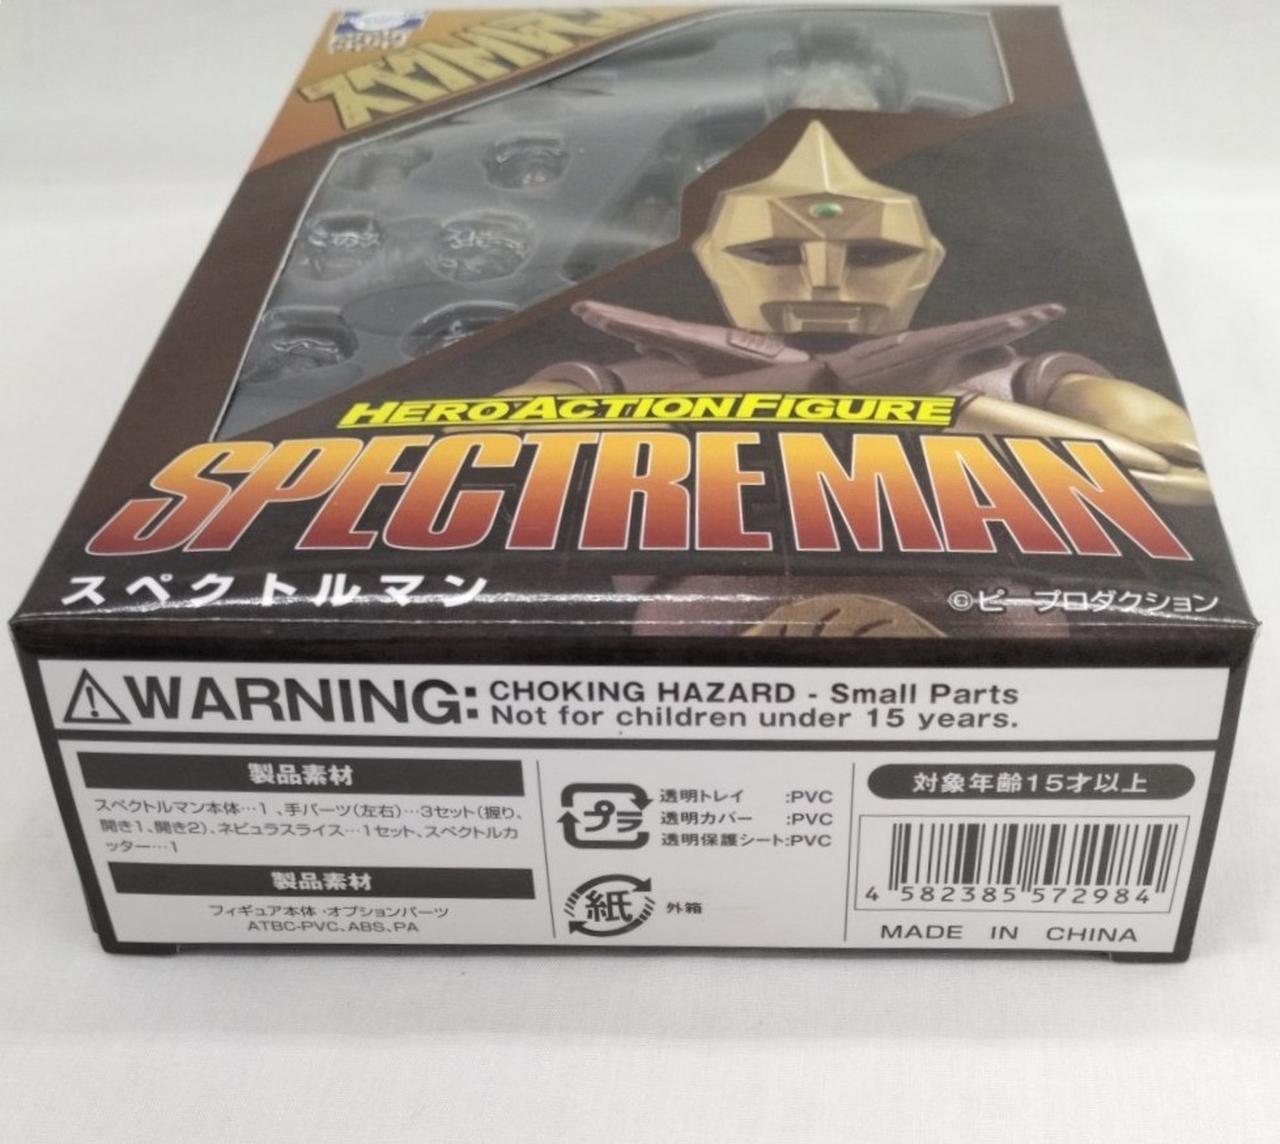 スペクトルマン
HERO ACTION FIGURE
SPECTREMAN
スペクトルマン
©ピープロダクション
WARNING: CHOKING HAZARD - Small Parts
Not for children under 15 years.
製品素材
スペクトルマン本体…1、手パーツ(左右)…3セット(握り、
開き1、開き2)、ネビュラスライス…1セット、スペクトルカ
ッター…1
製品素材
フィギュア本体・オプションパーツ
ATBC-PVC、ABS、PA
プラ
透明トレイ :PVC
透明カバー :PVC
透明保護シート:PVC
紙
外箱
対象年齢15才以上
4 582385 572984
MADE IN CHINA